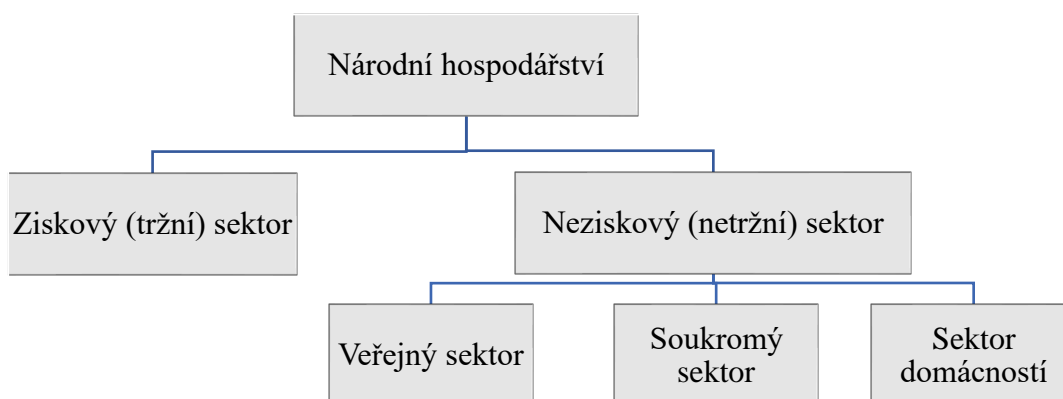 Národní hospodářství
Ziskový (tržní) sektor
Neziskový (netržní) sektor
Veřejný sektor
Soukromý
sektor
Sektor
domácností